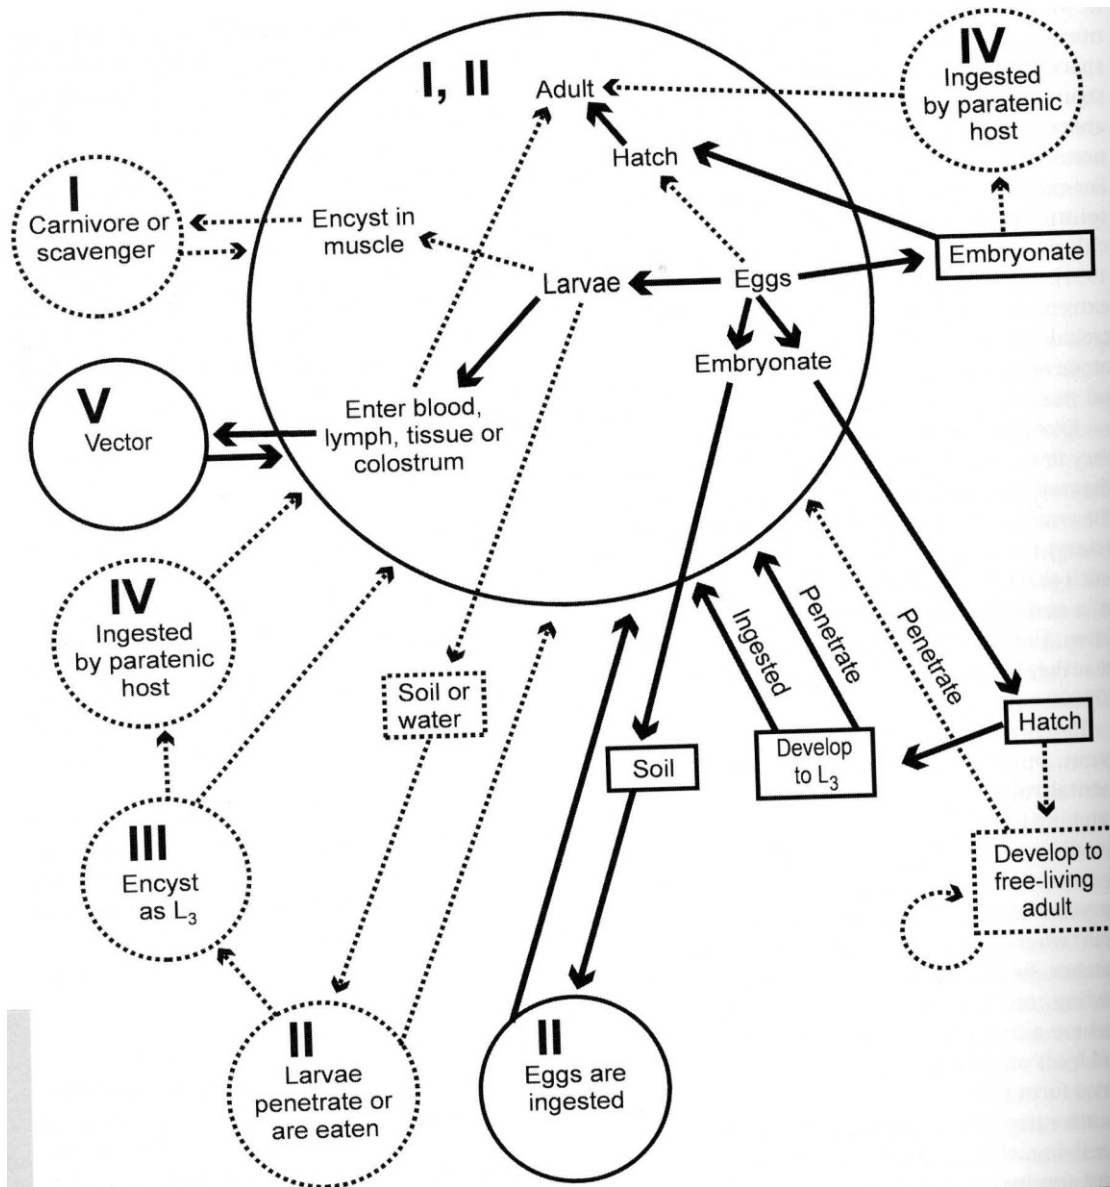 I, II
Adult
Hatch
Encyst in
muscle
Larvae
Eggs
Embryonate
Enter blood,
lymph, tissue or
colostrum
IV
Ingested
by paratenic
host
Embryonate
I
Carnivore or
scavenger
V
Vector
IV
Ingested
by paratenic
host
III
Encyst
as L3
II
Larvae
penetrate or
are eaten
Soil or
water
II
Eggs are
ingested
Soil
Ingested
Penetrate
Penetrate
Develop
to L3
Hatch
Develop to
free-living
adult